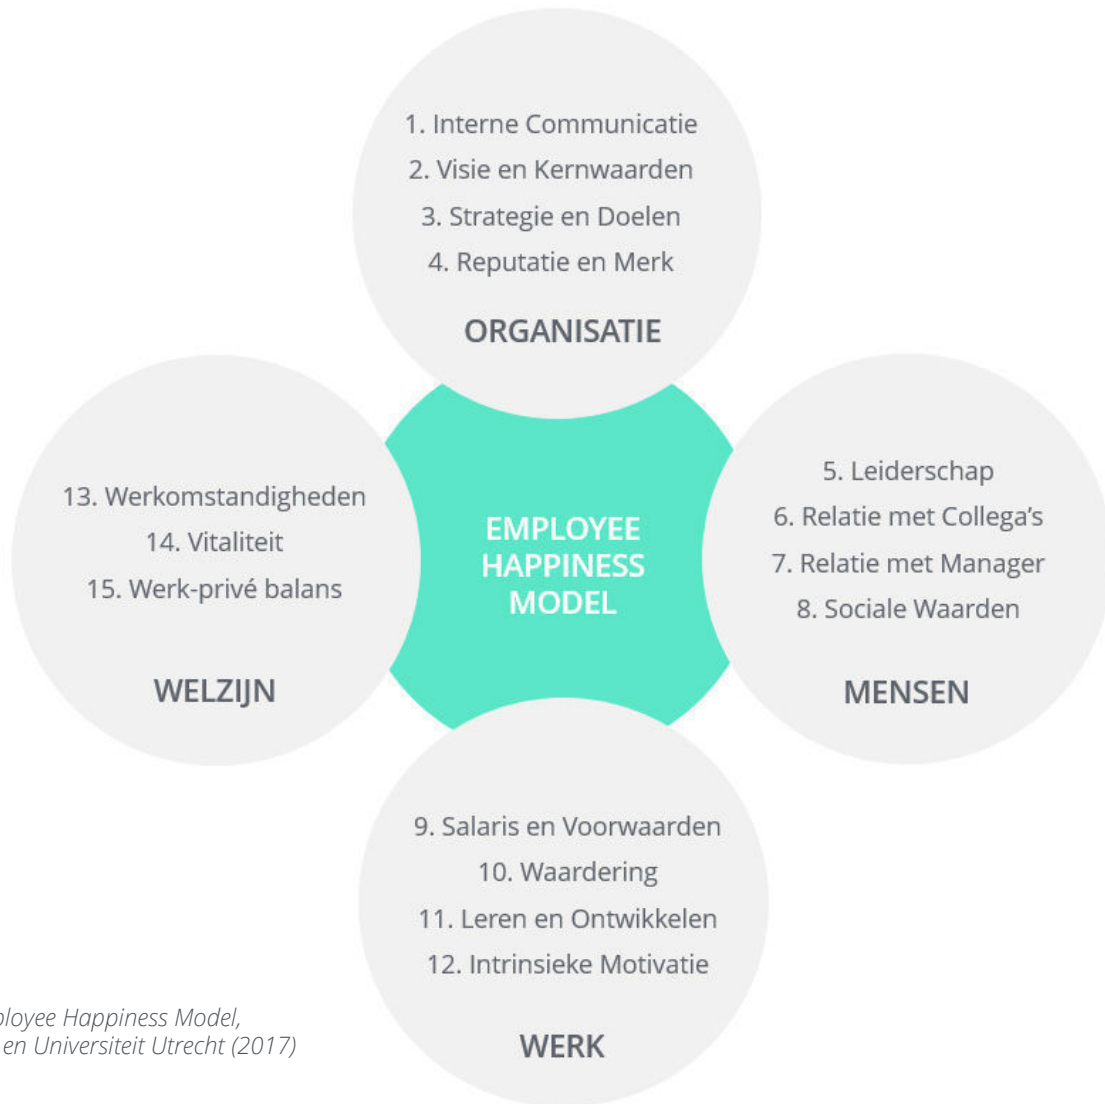 1. Interne Communicatie
2. Visie en Kernwaarden
3. Strategie en Doelen
4. Reputatie en Merk
ORGANISATIE
13. Werkomstandigheden
14. Vitaliteit
15. Werk-privé balans
WELZIJN
EMPLOYEE
HAPPINESS
MODEL
5. Leiderschap
6. Relatie met Collega's
7. Relatie met Manager
8. Sociale Waarden
MENSEN
9. Salaris en Voorwaarden
10. Waardering
11. Leren en Ontwikkelen
12. Intrinsieke Motivatie
WERK
Happiness Model,
en Universiteit Utrecht (2017)